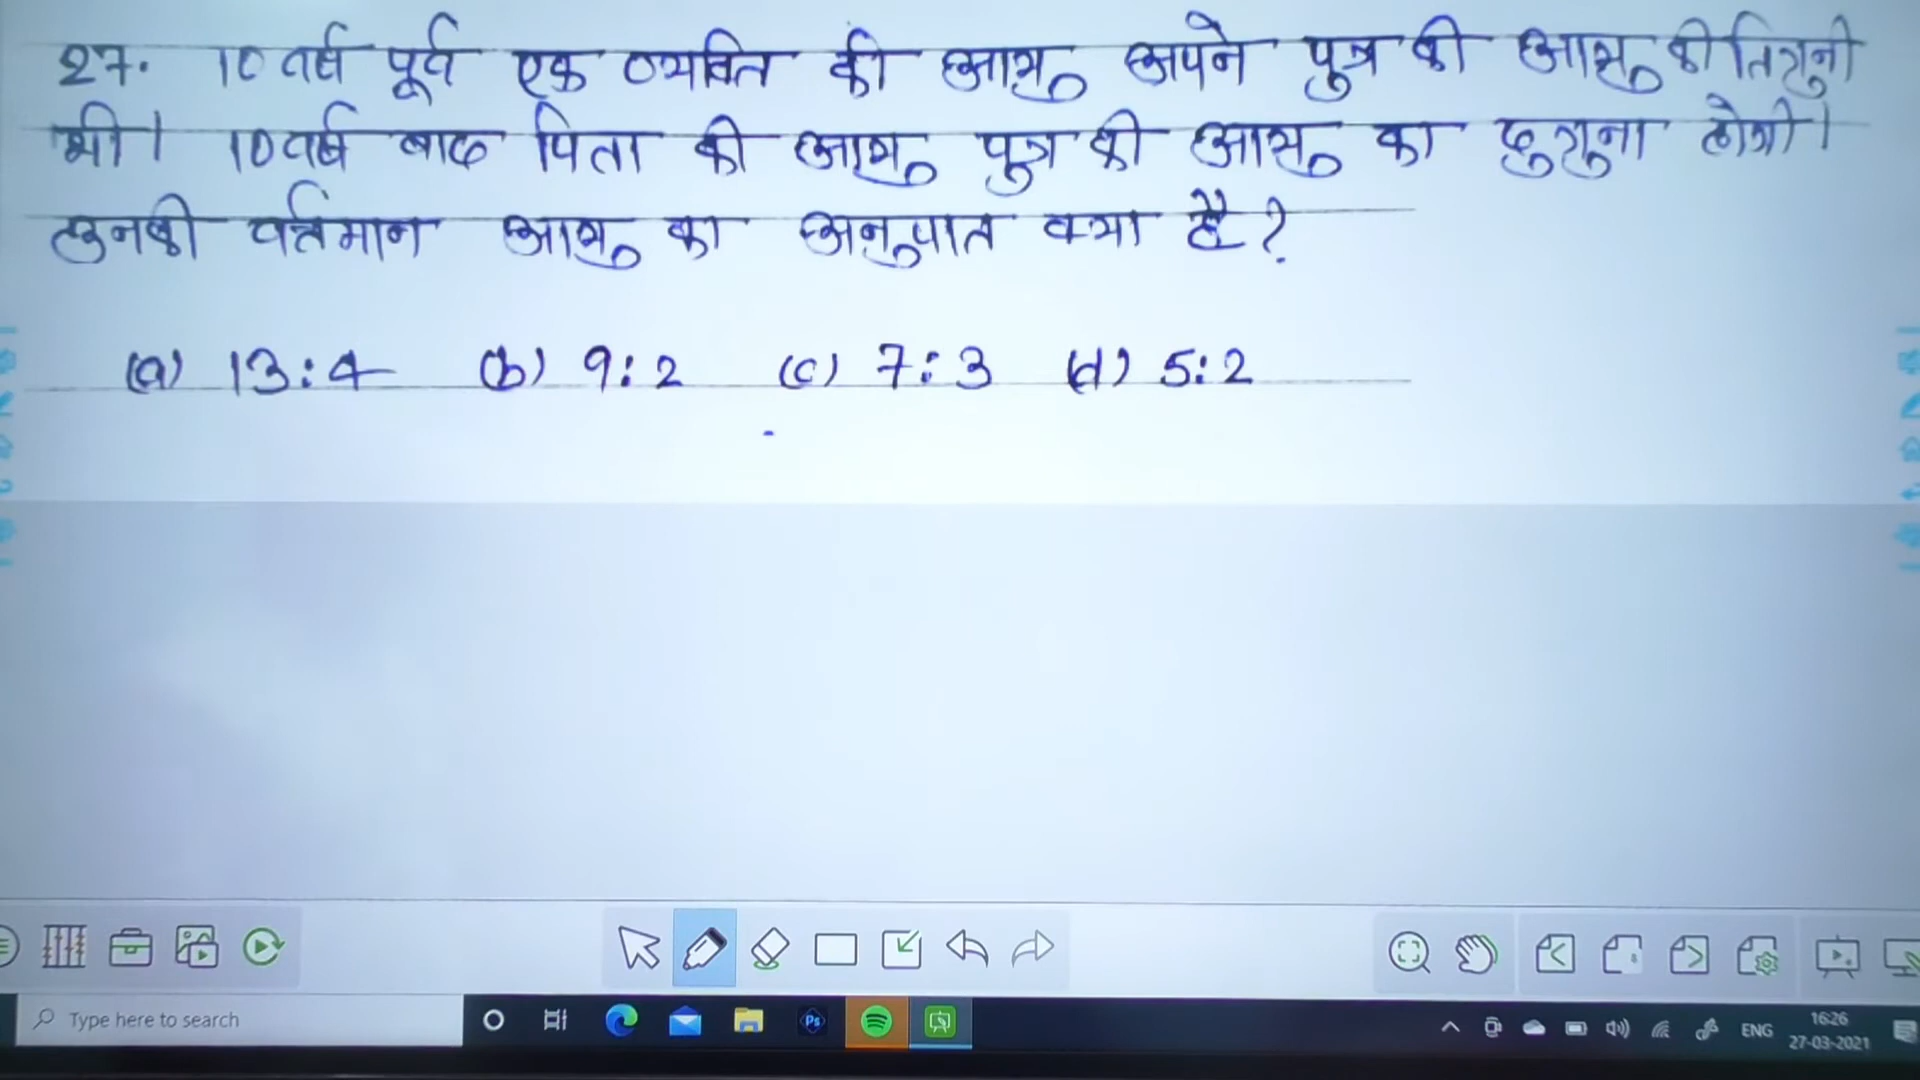 27. 10 वर्ष पूर्व एक व्यक्ति की आयु अपने पुत्र की आयु की तिगुनी
थी। 10 वर्ष बाद पिता की आयु पुत्र की आयु का दुगुना होगी।
उनकी वर्तमान आयु का अनुपात क्या है?
(a) 13:4 (b) 9:2 (c) 7:3 (d) 5:2
Type here to search
Ps
ENG
16:26
27-03-2021